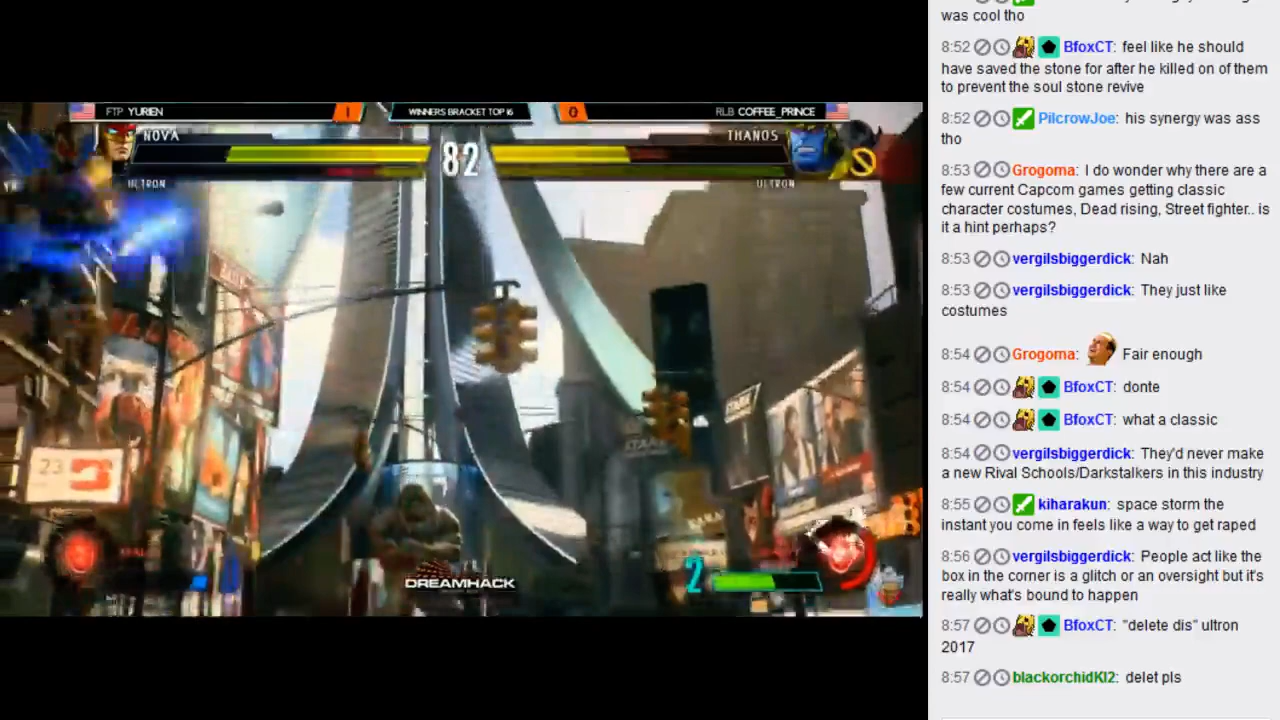 FTP YURIEN
1
WINNERS BRACKET TOP 16
0
RLB COFFEE_PRINCE
NOVA
THANOS
82
ULTRON
ULTRON
23
2
DREAMHACK
was cool tho
8:52 BfoxCT: feel like he should
have saved the stone for after he killed on of them
to prevent the soul stone revive
8:52 PilcrowJoe: his synergy was ass
tho
8:53 Grogoma: I do wonder why there are a
few current Capcom games getting classic
character costumes, Dead rising, Street fighter.. is
it a hint perhaps?
8:53 vergilsbiggerdick: Nah
8:53 vergilsbiggerdick: They just like
costumes
8:54 Grogoma: Fair enough
8:54 BfoxCT: donte
8:54 BfoxCT: what a classic
8:54 vergilsbiggerdick: They'd never make
a new Rival Schools/Darkstalkers in this industry
8:55 kiharakun: space storm the
instant you come in feels like a way to get raped
8:56 vergilsbiggerdick: People act like the
box in the corner is a glitch or an oversight but it's
really what's bound to happen
8:57 BfoxCT: "delete dis" ultron
2017
8:57 blackorchidKI2: delet pls